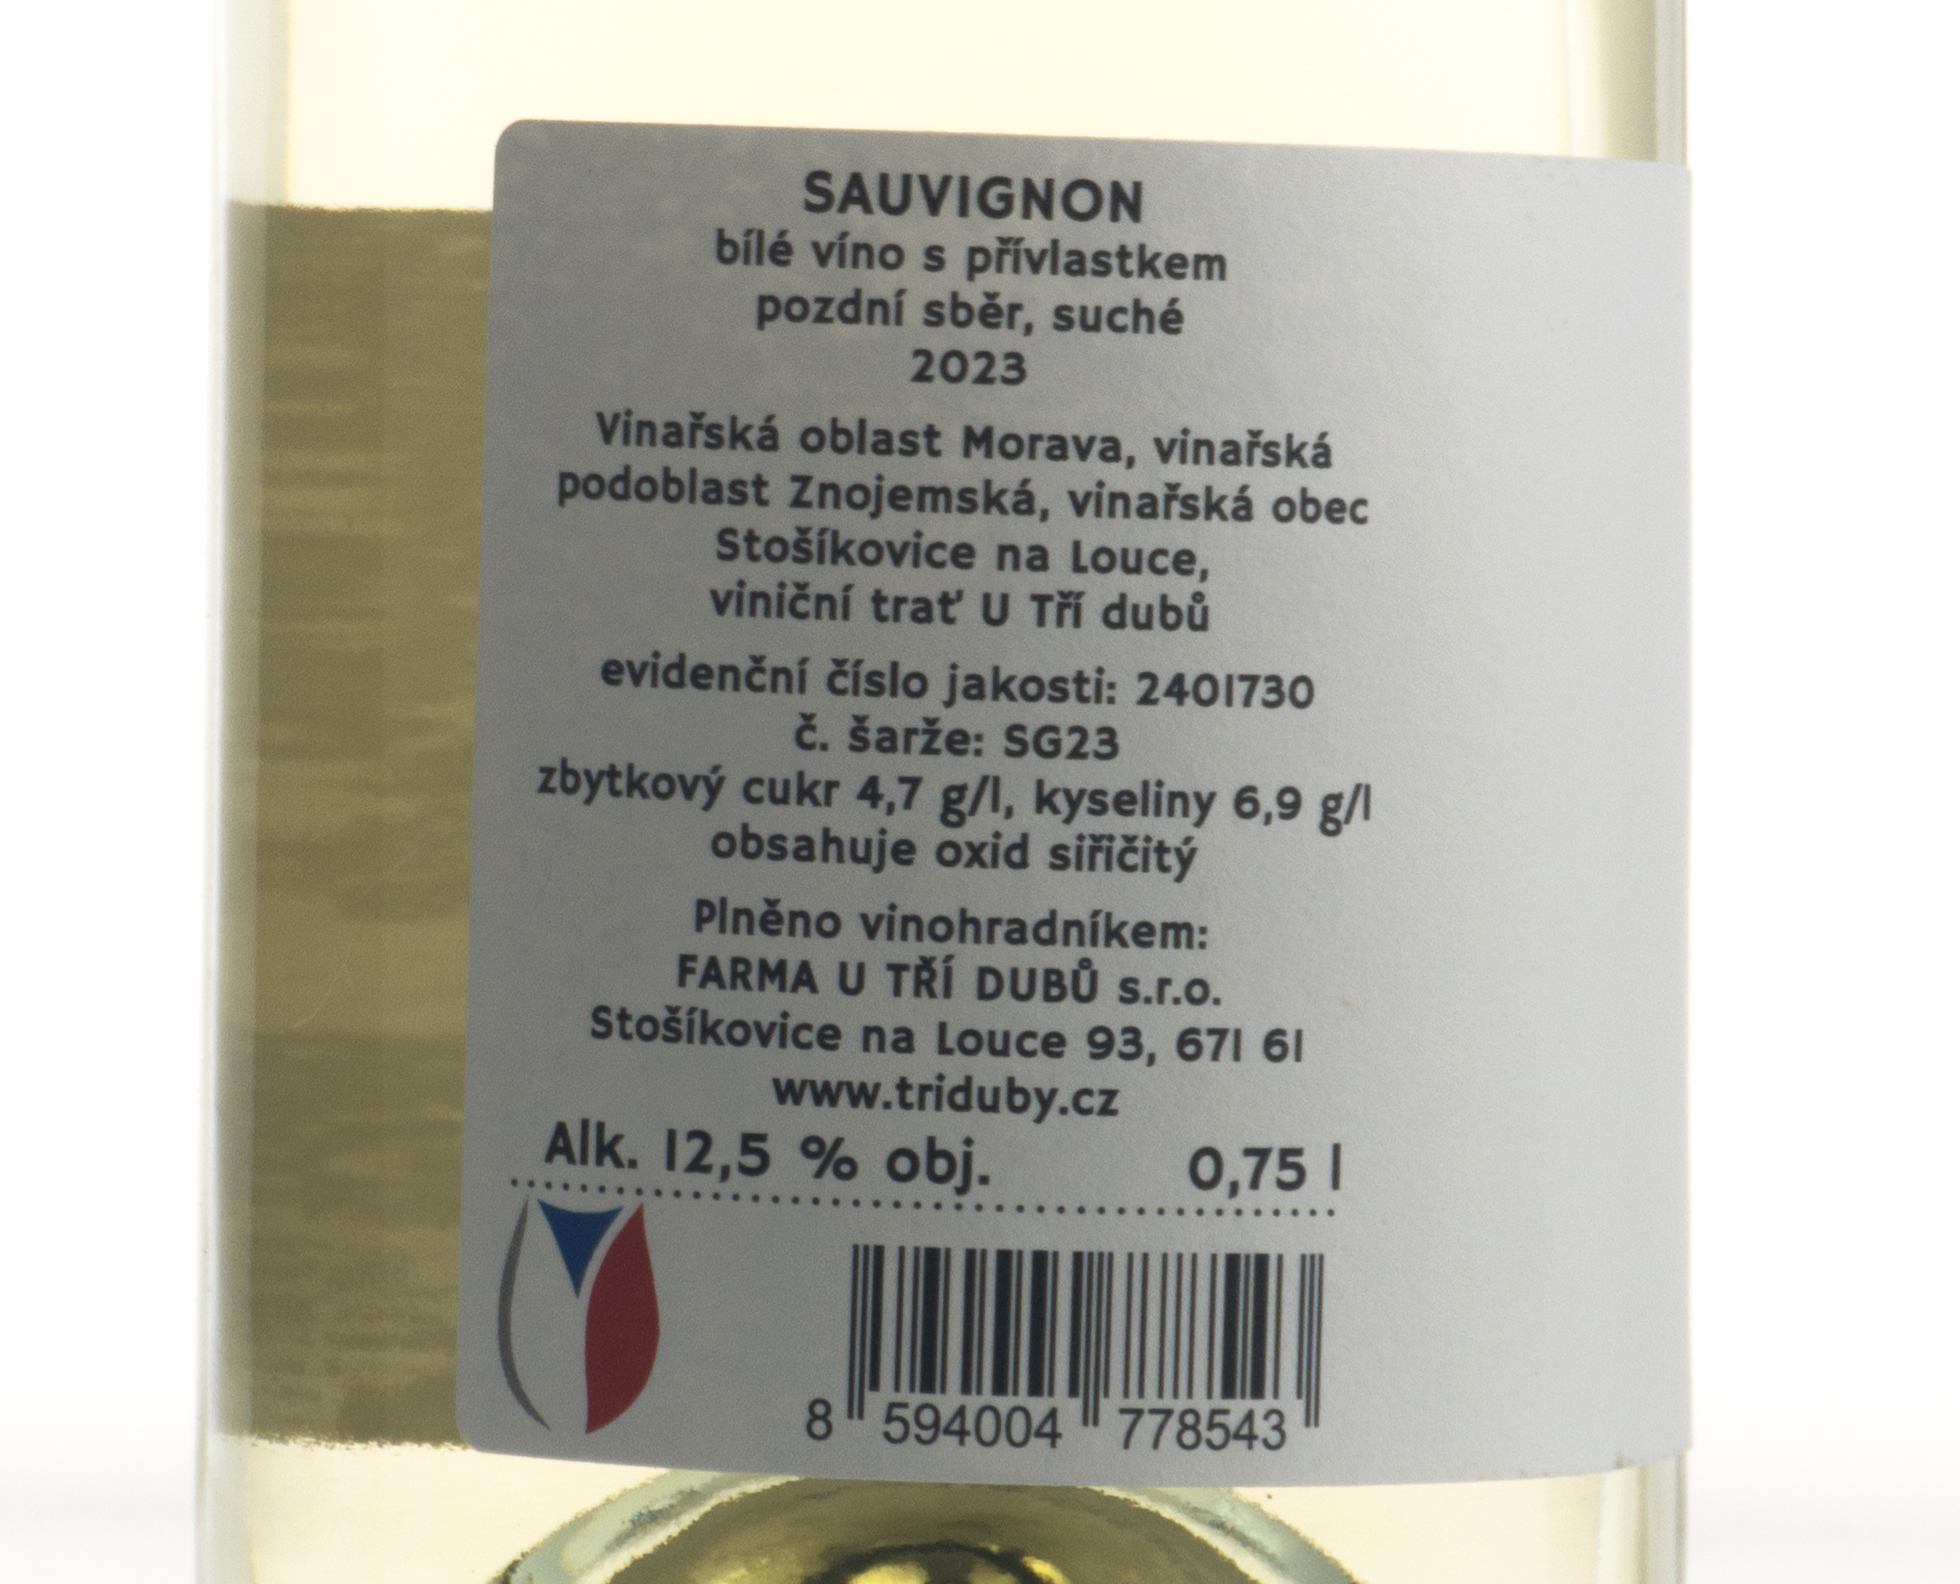 SAUVIGNON
bílé víno s přívlastkem
pozdní sběr, suché
2023
Vinařská oblast Morava, vinařská
podoblast Znojemská, vinařská obec
Stošíkovice na Louce,
viniční trať U Tří dubů
evidenční číslo jakosti: 2401730
č. šarže: SG23
zbytkový cukr 4,7 g/l, kyseliny 6,9 g/l
obsahuje oxid siřičitý
Plněno vinohradníkem:
FARMA U TŘÍ DUBŮ s.r.o.
Stošíkovice na Louce 93, 671 61
www.triduby.cz
Alk. 12,5 % obj. 0,75 l
8 594004 778543